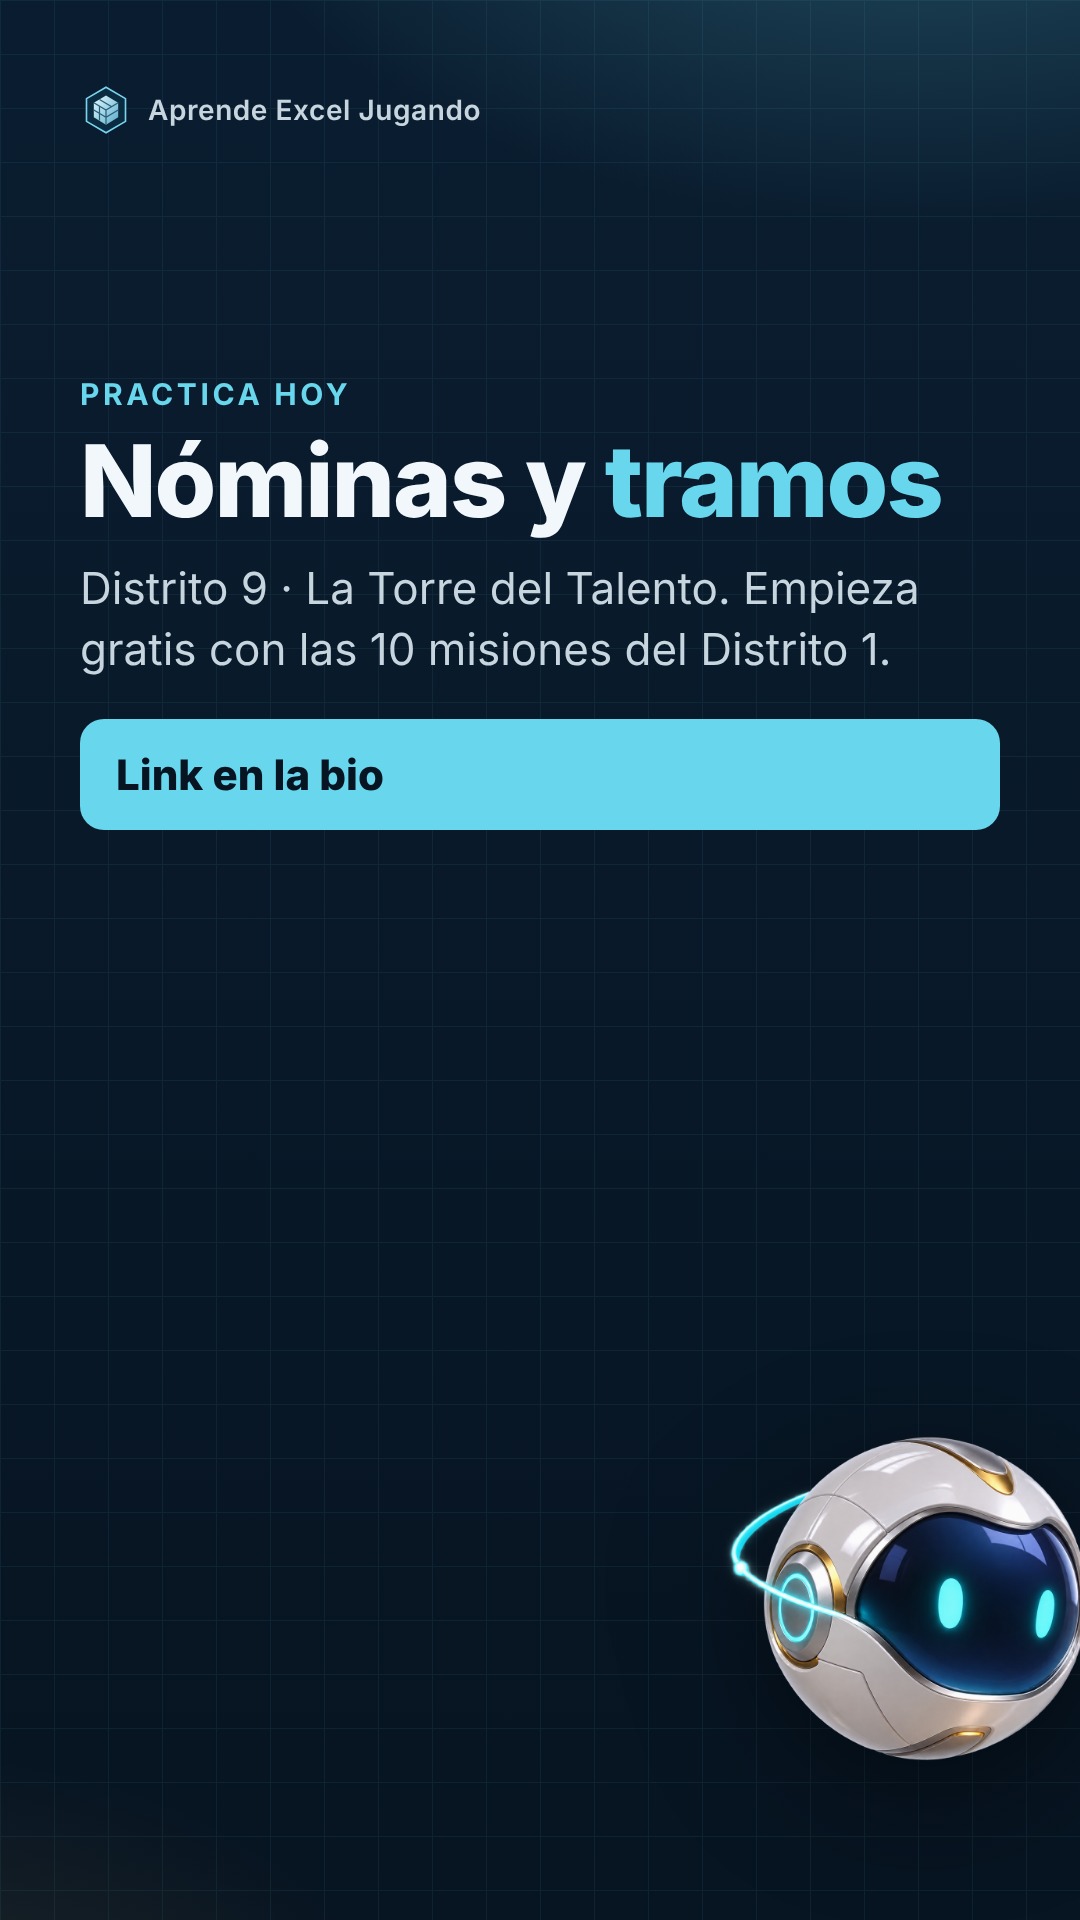 Aprende Excel Jugando
PRACTICA HOY
Nóminas y tramos
Distrito 9 · La Torre del Talento. Empieza
gratis con las 10 misiones del Distrito 1.
Link en la bio